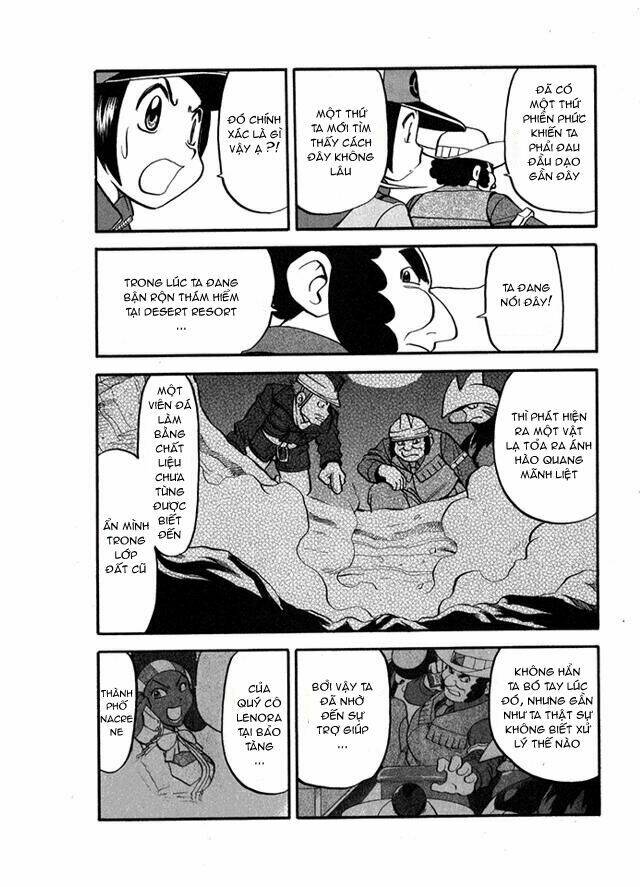 ĐÃ CÓ
MỘT THỨ
PHIỀN PHỨC
KHIẾN TA
PHẢI ĐAU
ĐẦU DẠO
GẦN ĐÂY
MỘT THỨ
TA MỚI TÌM
THẤY CÁCH
ĐÂY KHÔNG
LÂU
ĐÓ CHÍNH
XÁC LÀ GÌ
VẬY Ạ ?!
TA ĐANG
NÓI ĐÂY!
TRONG LÚC TA ĐANG
BẬN RỘN THÁM HIỂM
TẠI DESERT RESORT
...
THÌ PHÁT HIỆN
RA MỘT VẬT
LẠ TỎA RA ÁNH
HÀO QUANG
MÃNH LIỆT
MỘT
VIÊN ĐÁ
LÀM
BẰNG
CHẤT
LIỆU
CHƯA
TỪNG
ĐƯỢC
BIẾT
ĐẾN
ẨN MÌNH
TRONG
LỚP
ĐẤT CŨ
KHÔNG HẲN
TA BÓ TAY LÚC
ĐÓ, NHƯNG GẦN
NHƯ TA THẬT SỰ
KHÔNG BIẾT XỬ
LÝ THẾ NÀO
BỞI VẬY TA
ĐÃ NHỜ
ĐẾN SỰ
TRỢ GIÚP
...
CỦA
QUÝ CÔ
LENORA
TẠI BẢO
TÀNG
...
THÀNH
PHỐ
NACRE
NE